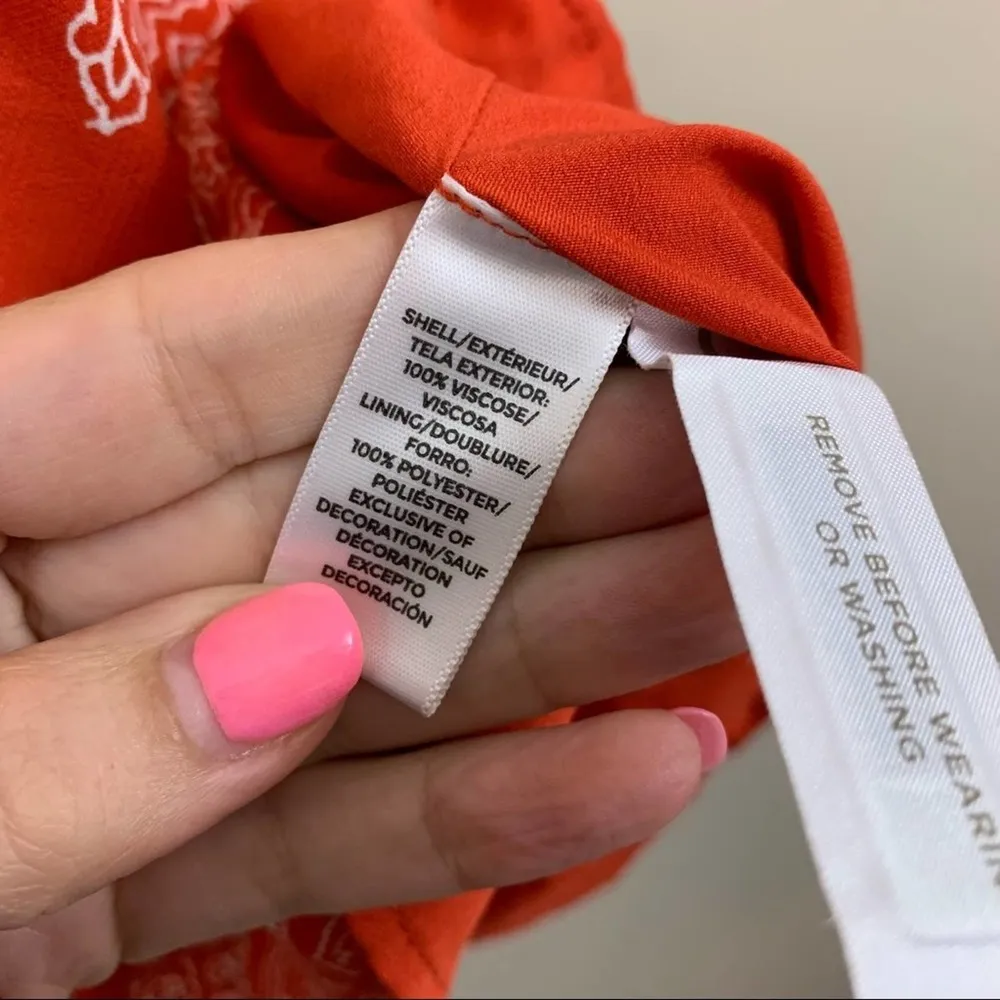 SHELL/EXTÉRIEUR/
TELA EXTERIOR:
100% VISCOSE/
VISCOSA
LINING/DOUBLURE/
FORRO:
100% POLYESTER/
POLIÉSTER
EXCLUSIVE OF
DECORATION/SAUF
DÉCORATION
EXCEPTO
DECORACIÓN
REMOVE BEFORE WEARIN
OR WASHING